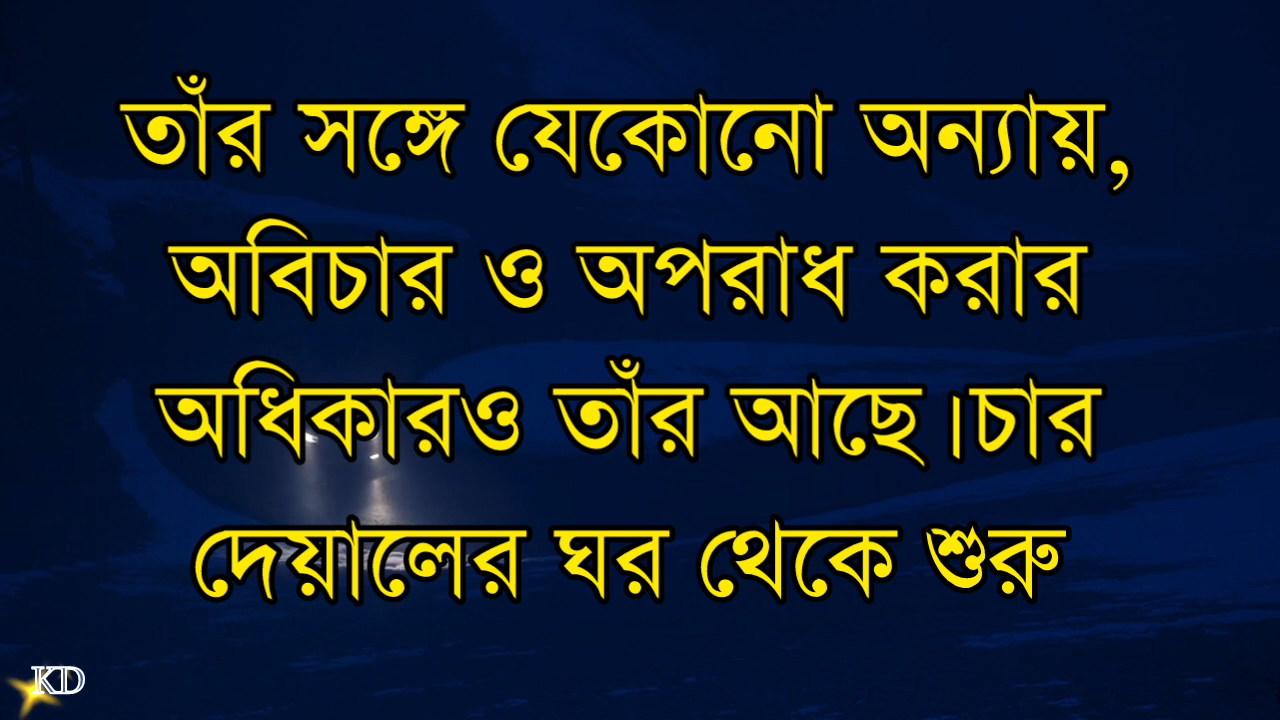 তাঁর সঙ্গে যেকোনো অন্যায়,
অবিচার ও অপরাধ করার
অধিকারও তাঁর আছে।চার
দেয়ালের ঘর থেকে শুরু
KD